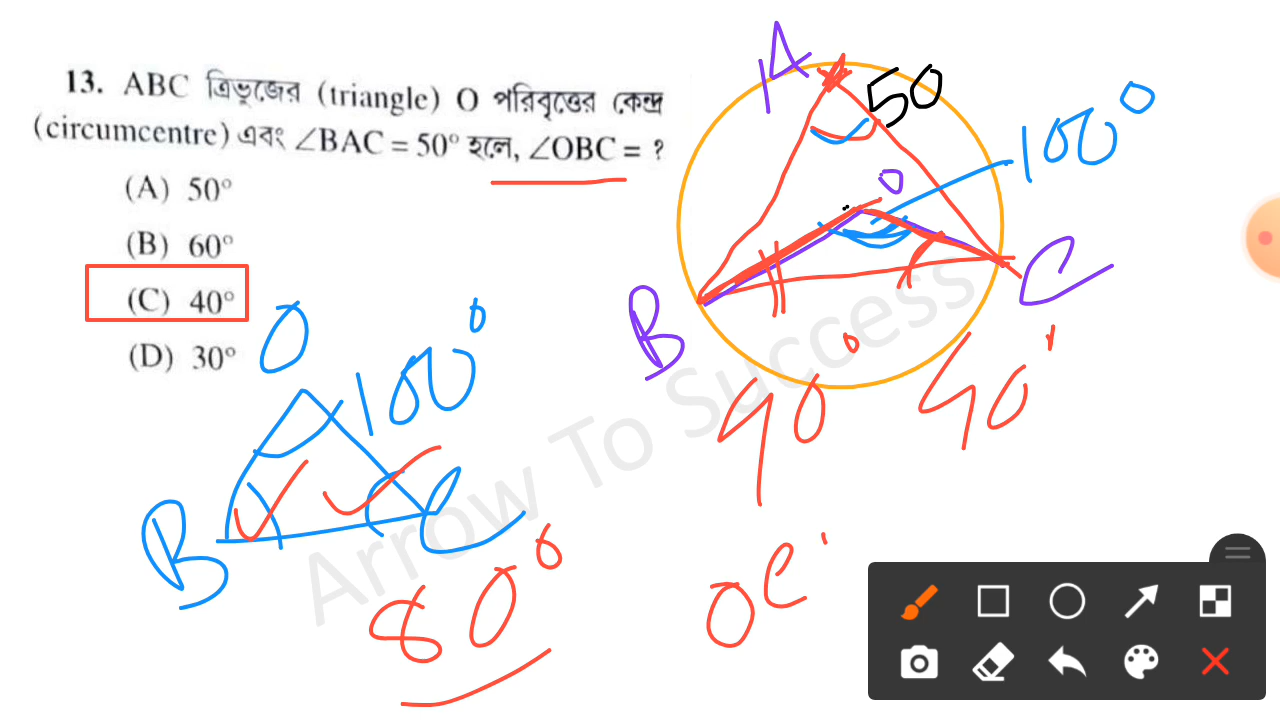 13. ABC ত্রিভুজের (triangle) O পরিবৃত্তের কেন্দ্র
(circumcentre) এবং ∠BAC = 50° হলে, ∠OBC = ?
(A) 50°
(B) 60°
(C) 40°
(D) 30°
A
50
100°
O
B
C
O
100°
B
C
80°
40°
40°
Arrow To Success